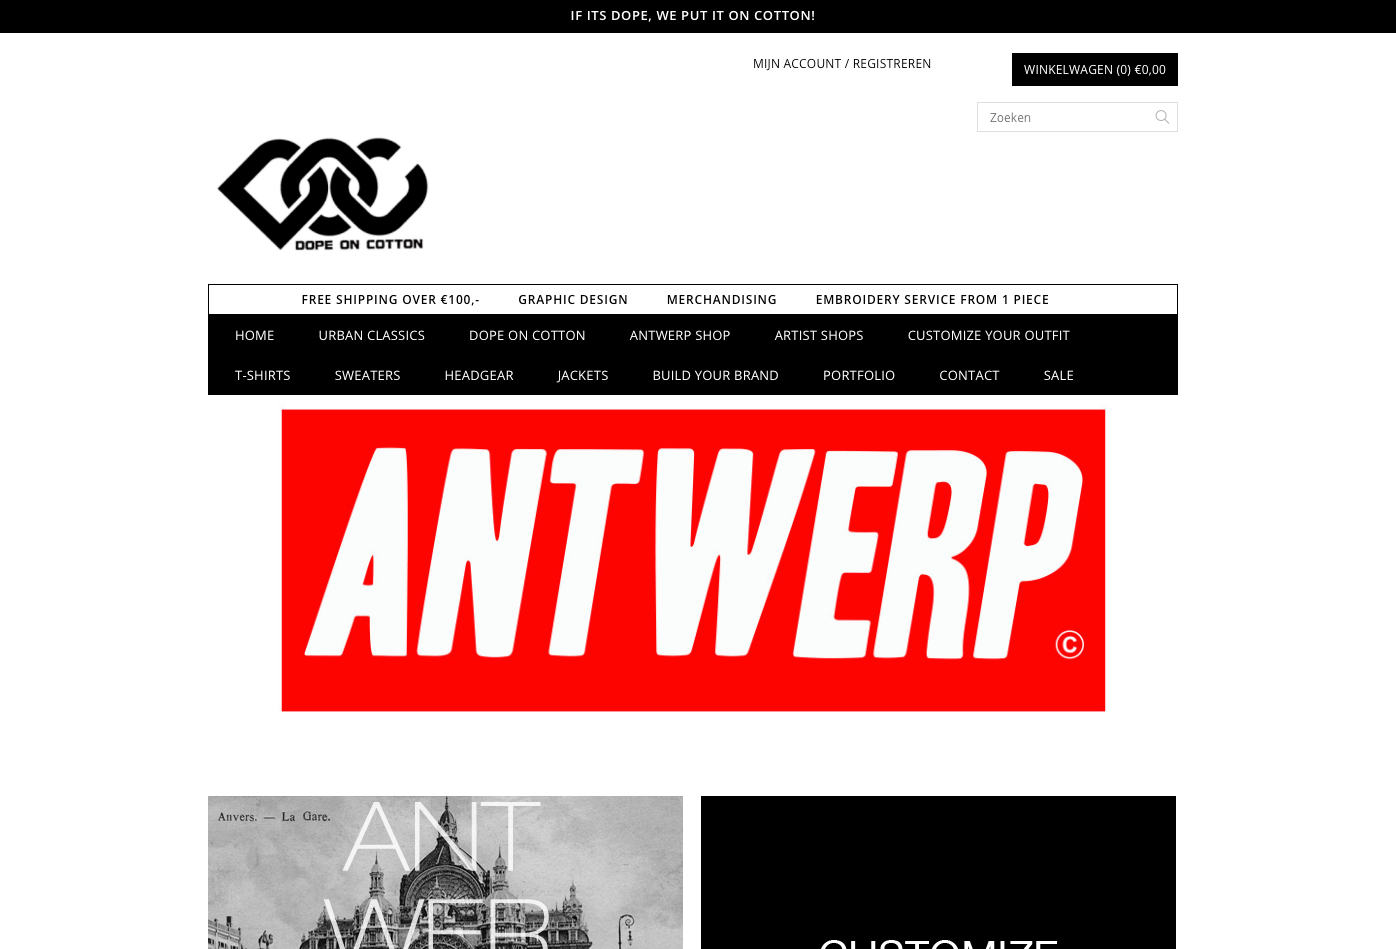 IF ITS DOPE, WE PUT IT ON COTTON!
MIJN ACCOUNT / REGISTREREN
WINKELWAGEN (0) €0,00
Zoeken
DOPE ON COTTON
FREE SHIPPING OVER €100,- GRAPHIC DESIGN MERCHANDISING EMBROIDERY SERVICE FROM 1 PIECE
HOME URBAN CLASSICS DOPE ON COTTON ANTWERP SHOP ARTIST SHOPS CUSTOMIZE YOUR OUTFIT
T-SHIRTS SWEATERS HEADGEAR JACKETS BUILD YOUR BRAND PORTFOLIO CONTACT SALE
ANTWERP
©
Anvers. — La Gare.
ANT
WER
CUSTOMIZE